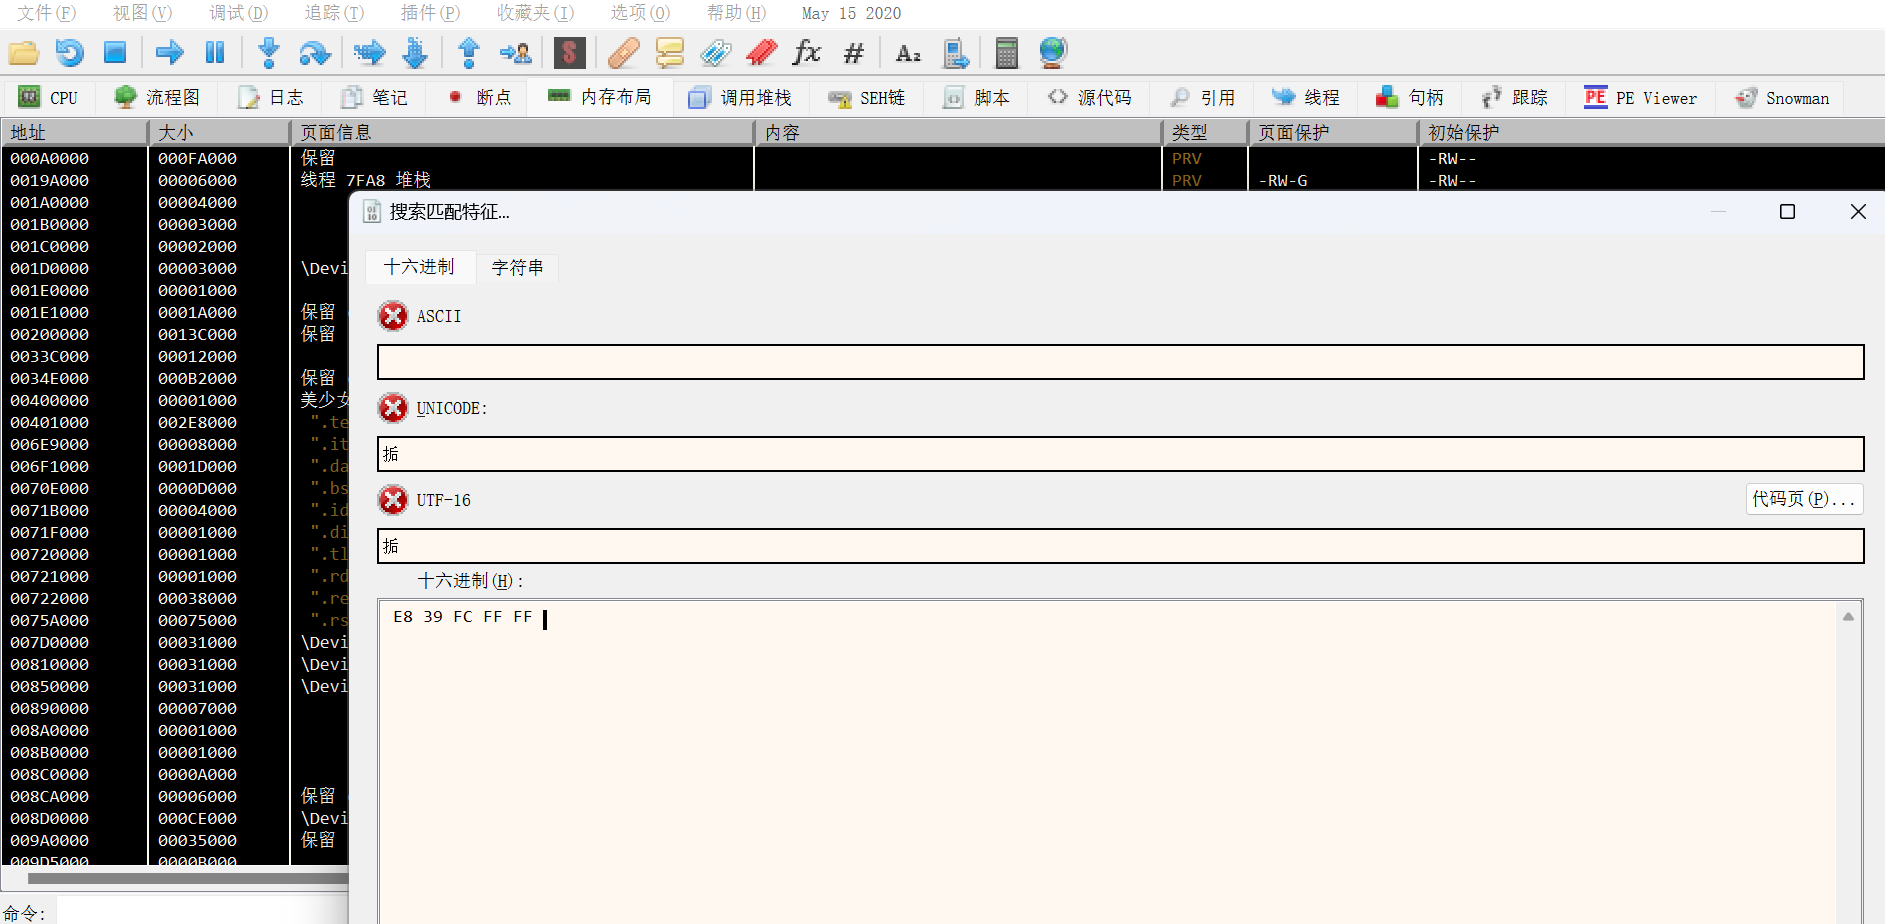 文件(F) 视图(V) 调试(D) 追踪(T) 插件(P) 收藏夹(I) 选项(O) 帮助(H) May 15 2020
CPU 流程图 日志 笔记 断点 内存布局 调用堆栈 SEH链 脚本 源代码 引用 线程 句柄 跟踪 PE Viewer Snowman
地址 大小 页面信息 内容 类型 页面保护 初始保护
000A0000 000FA000 保留 PRV -RW--
0019A000 00006000 线程 7FA8 堆栈 PRV -RW-G -RW--
001A0000 00004000
001B0000 00003000
001C0000 00002000
001D0000 00003000 \Devi
001E0000 00001000
001E1000 0001A000 保留
00200000 0013C000 保留
0033C000 00012000
0034E000 000B2000 保留
00400000 00001000 美少女
00401000 002E8000 ".te
006E9000 00008000 ".it
006F1000 0001D000 ".da
0070E000 0000D000 ".bs
0071B000 00004000 ".id
0071F000 00001000 ".di
00720000 00001000 ".tl
00721000 00001000 ".rd
00722000 00038000 ".re
0075A000 00075000 ".rs
007D0000 00031000 \Devi
00810000 00031000 \Devi
00850000 00031000 \Devi
00890000 00007000
008A0000 00001000
008B0000 00001000
008C0000 0000A000
008CA000 00006000 保留
008D0000 000CE000 \Devi
009A0000 00035000 保留
009D5000 0000B000
命令:
搜索匹配特征...
十六进制 字符串
ASCII
UNICODE:
UTF-16 代码页(P)...
十六进制(H):
E8 39 FC FF FF